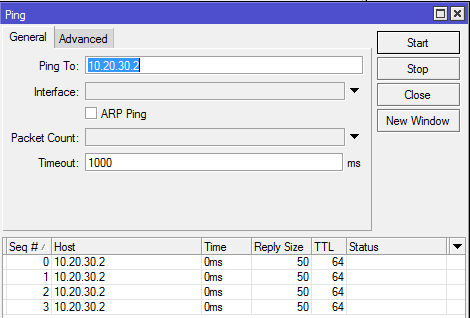 Ping
General Advanced
Start
Ping To: 10.20.30.2
Stop
Interface:
Close
ARP Ping
New Window
Packet Count:
Timeout: 1000 ms
Seq # Host Time Reply Size TTL Status
0 10.20.30.2 0ms 50 64
1 10.20.30.2 0ms 50 64
2 10.20.30.2 0ms 50 64
3 10.20.30.2 0ms 50 64